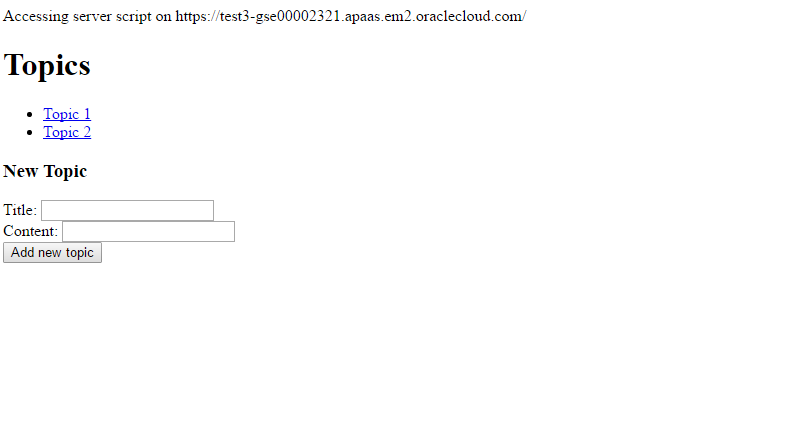 Accessing server script on https://test3-gse00002321.apaas.em2.oraclecloud.com/
Topics
Topic 1
Topic 2
New Topic
Title:
Content:
Add new topic